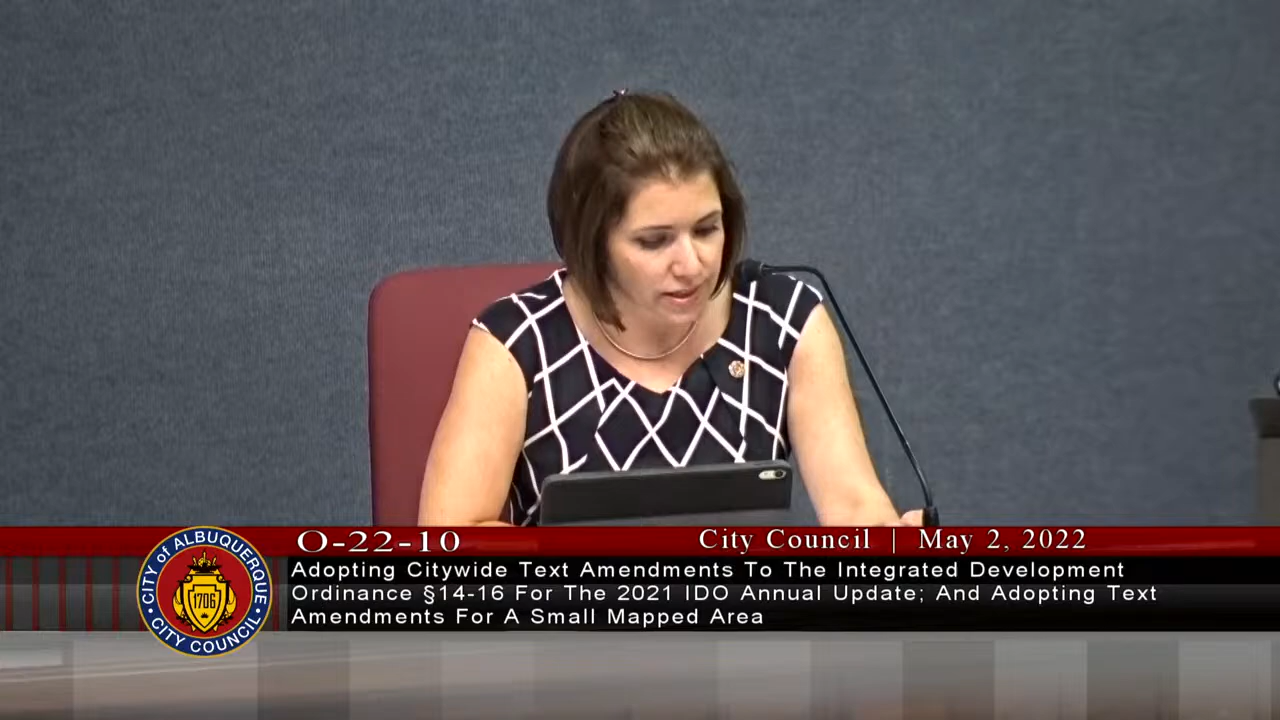 O-22-10
City Council | May 2, 2022
Adopting Citywide Text Amendments To The Integrated Development
Ordinance §14-16 For The 2021 IDO Annual Update; And Adopting Text
Amendments For A Small Mapped Area
CITY of ALBUQUERQUE
1706
CITY COUNCIL